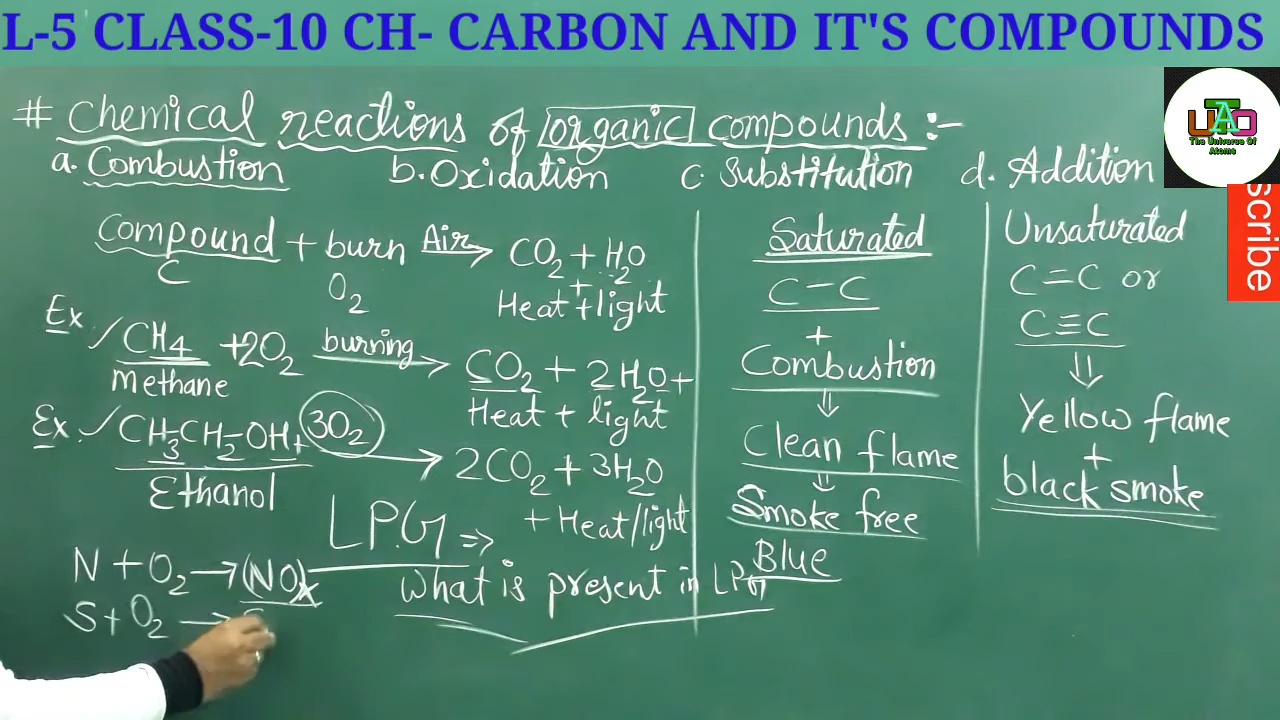 L-5 CLASS-10 CH- CARBON AND IT'S COMPOUNDS
# Chemical reactions of organic compounds :-
a. Combustion b. Oxidation c. Substitution d. Addition
UTAO
The Universe Of
Atoms
scribe
Compound + burn Air→ CO2 + H2O
C O2 +
Heat + light
Ex CH4 + 2O2 burning→ CO2 + 2H2O +
Methane Heat + light
Ex. CH3CH2-OH + 3O2 → 2CO2 + 3H2O
Ethanol + Heat/light
LPG ⇒
What is present in LPG
N + O2 → (NO)x
S + O2 →
Saturated
C-C
+
Combustion
⇓
Clean flame
⇓
Smoke free
Blue
Unsaturated
C=C or
C≡C
⇓
Yellow flame
+
black smoke